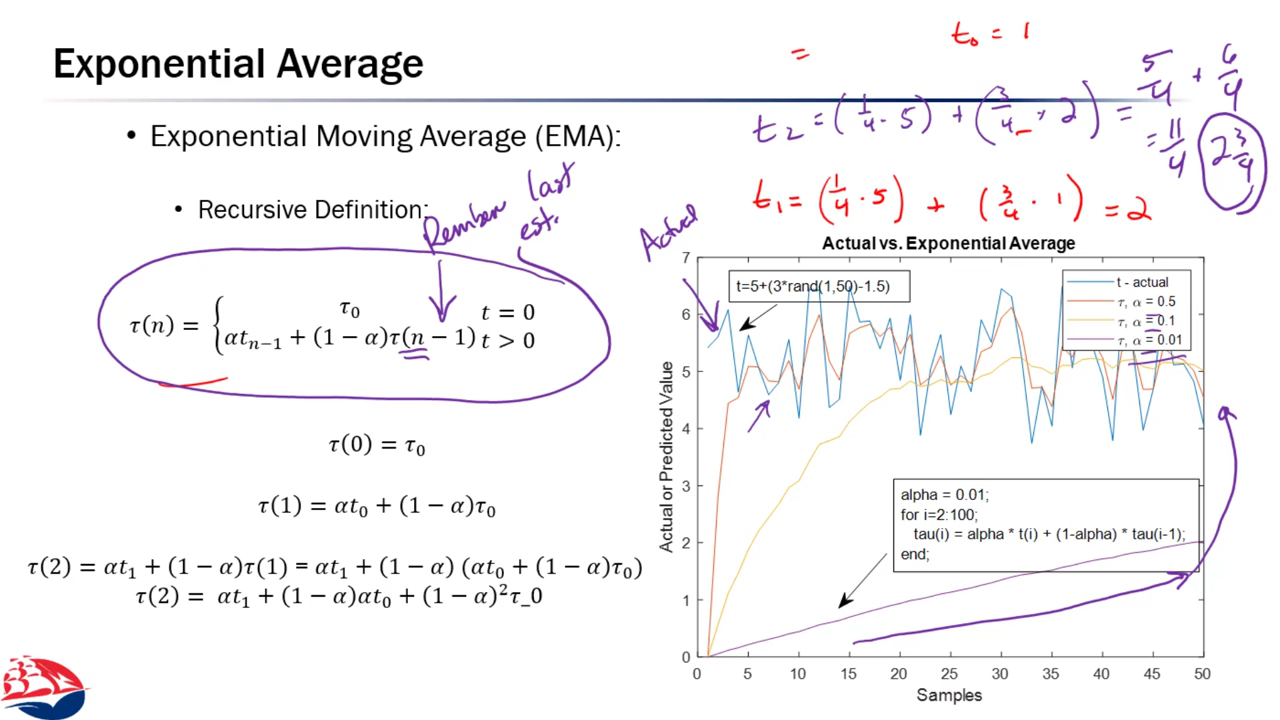 Exponential Average
= t₀ = 1
• Exponential Moving Average (EMA):
t₂ = (1/4 · 5) + (3/4 · 2) = 5/4 + 6/4
= 11/4 2 3/4
t₁ = (1/4 · 5) + (3/4 · 1) = 2
• Recursive Definition:
Rember last
est.
Actual
τ(n) = { τ₀ t = 0
αtₙ₋₁ + (1 − α)τ(n − 1) t > 0
τ(0) = τ₀
τ(1) = αt₀ + (1 − α)τ₀
τ(2) = αt₁ + (1 − α)τ(1) = αt₁ + (1 − α) (αt₀ + (1 − α)τ₀)
τ(2) = αt₁ + (1 − α)αt₀ + (1 − α)²τ_0
Actual vs. Exponential Average
t=5+(3*rand(1,50)-1.5)
t - actual
τ, α = 0.5
τ, α = 0.1
τ, α = 0.01
alpha = 0.01;
for i=2:100;
tau(i) = alpha * t(i) + (1-alpha) * tau(i-1);
end;
Actual or Predicted Value
7
6
5
4
3
2
1
0
0 5 10 15 20 25 30 35 40 45 50
Samples